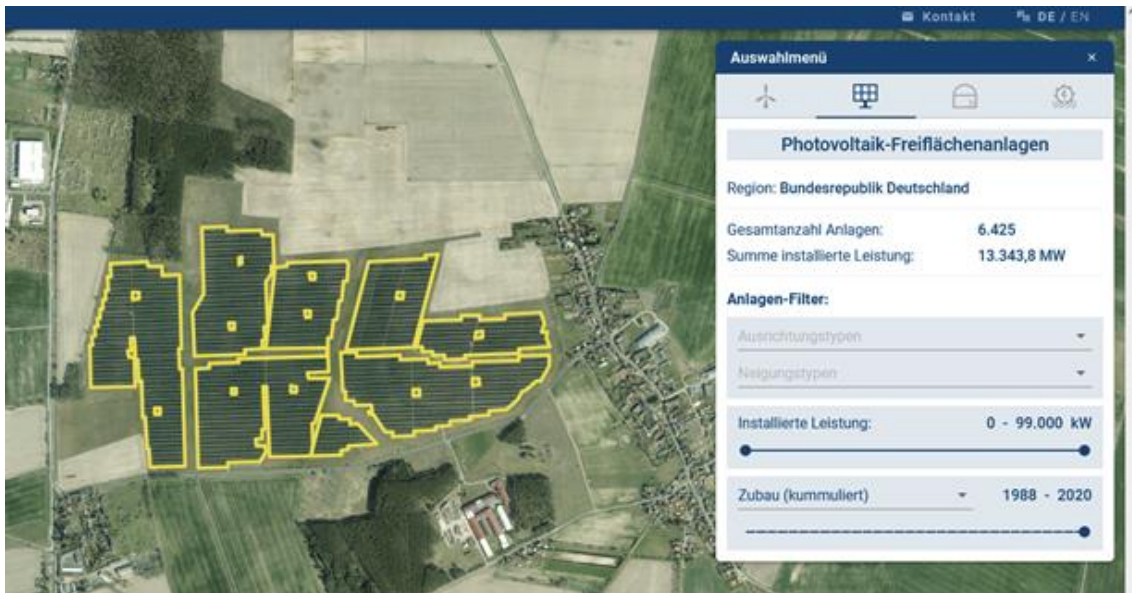 Kontakt DE / EN
Auswahlmenü ×
Photovoltaik-Freiflächenanlagen
Region: Bundesrepublik Deutschland
Gesamtanzahl Anlagen: 6.425
Summe installierte Leistung: 13.343,8 MW
Anlagen-Filter:
Ausrichtungstypen
Neigungstypen
Installierte Leistung: 0 - 99.000 kW
Zubau (kummuliert) 1988 - 2020